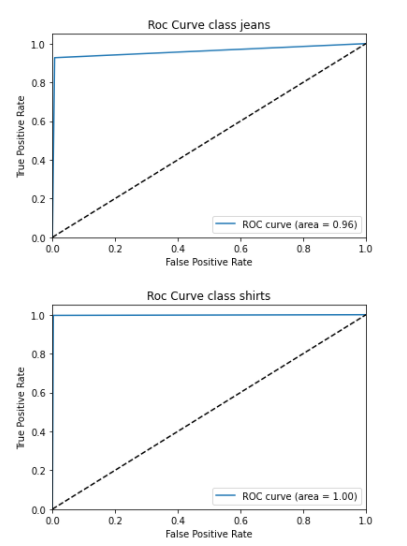 Roc Curve class jeans
1.0
0.8
0.6
0.4
0.2
0.0
True Positive Rate
ROC curve (area = 0.96)
0.0 0.2 0.4 0.6 0.8 1.0
False Positive Rate
Roc Curve class shirts
1.0
0.8
0.6
0.4
0.2
0.0
True Positive Rate
ROC curve (area = 1.00)
0.0 0.2 0.4 0.6 0.8 1.0
False Positive Rate